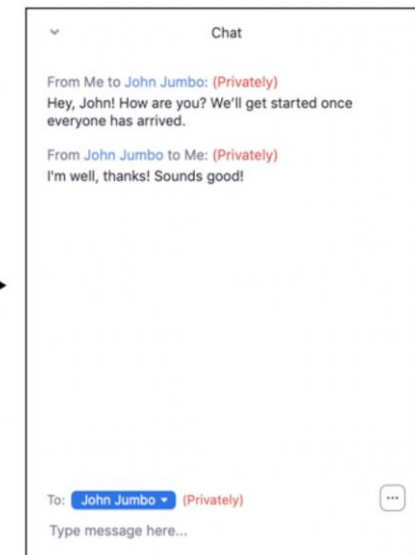 Chat
From Me to John Jumbo: (Privately)
Hey, John! How are you? We'll get started once
everyone has arrived.
From John Jumbo to Me: (Privately)
I'm well, thanks! Sounds good!
To: John Jumbo (Privately)
Type message here...